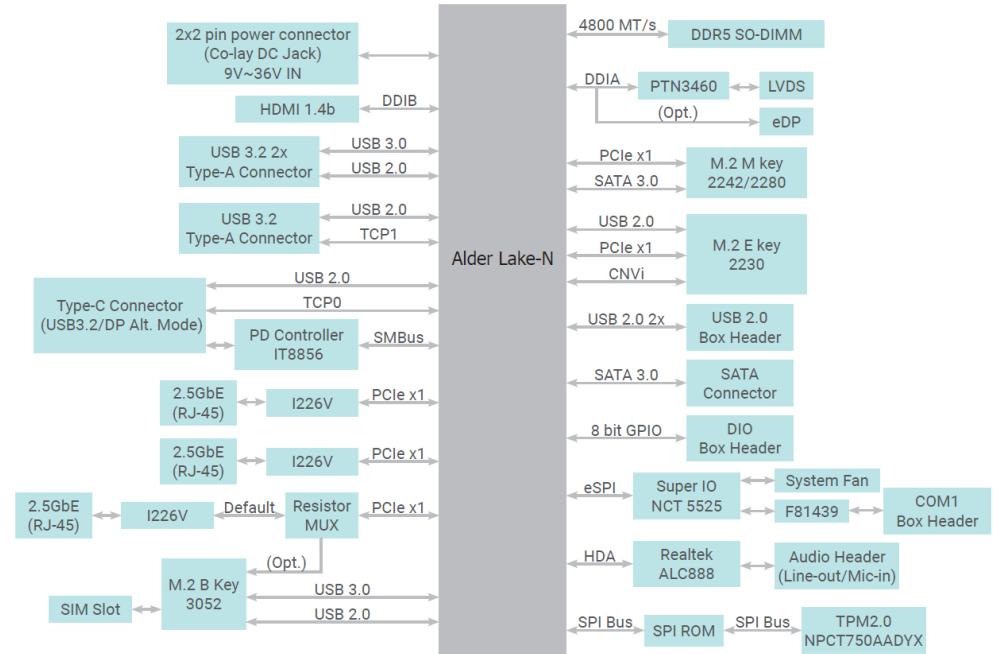 2x2 pin power connector
(Co-lay DC Jack)
9V~36V IN
HDMI 1.4b
DDIB
USB 3.2 2x
Type-A Connector
USB 3.0
USB 2.0
USB 3.2
Type-A Connector
USB 2.0
TCP1
Type-C Connector
(USB3.2/DP Alt. Mode)
USB 2.0
TCP0
PD Controller
IT8856
SMBus
2.5GbE
(RJ-45)
I226V
PCIe x1
2.5GbE
(RJ-45)
I226V
PCIe x1
2.5GbE
(RJ-45)
I226V
Default
Resistor
MUX
PCIe x1
(Opt.)
M.2 B Key
3052
SIM Slot
USB 3.0
USB 2.0
Alder Lake-N
4800 MT/s
DDR5 SO-DIMM
DDIA
PTN3460
LVDS
(Opt.)
eDP
PCIe x1
SATA 3.0
M.2 M key
2242/2280
USB 2.0
PCIe x1
CNVi
M.2 E key
2230
USB 2.0 2x
USB 2.0
Box Header
SATA 3.0
SATA
Connector
8 bit GPIO
DIO
Box Header
eSPI
Super IO
NCT 5525
System Fan
F81439
COM1
Box Header
HDA
Realtek
ALC888
Audio Header
(Line-out/Mic-in)
SPI Bus
SPI ROM
SPI Bus
TPM2.0
NPCT750AADYX